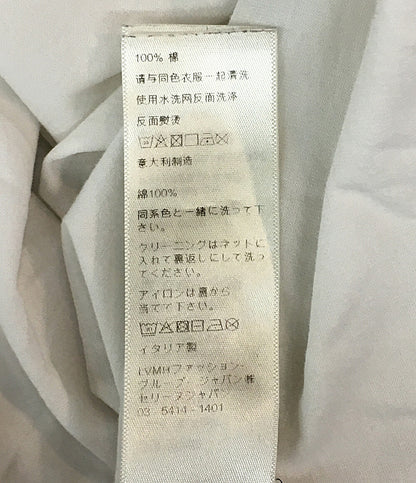 100% 棉
请与同色衣服一起清洗
使用水洗网反面洗涤
反面熨烫
意大利制造
綿100%
同系色と一緒に洗って下
さい。
クリーニングはネットに
入れて裏返しにして洗っ
てください。
アイロンは裏から
当てて下さい。
イタリア製
LVMHファッション・
グループ・ジャパン㈱
セリーヌジャパン
03 5414-1401